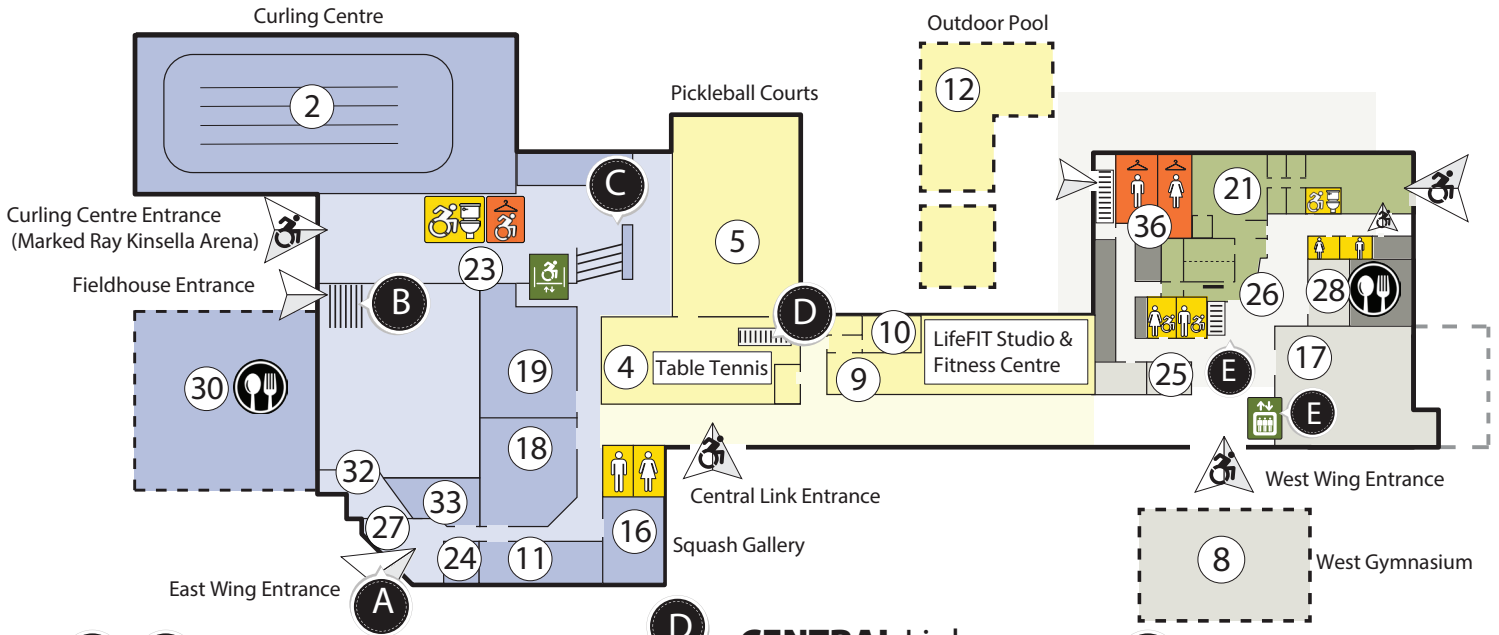 Curling Centre
Outdoor Pool
Pickleball Courts
2
12
C
21
36
Curling Centre Entrance
(Marked Ray Kinsella Arena)
5
23
Fieldhouse Entrance
B
26
28
D
10
LifeFIT Studio &
Fitness Centre
17
30
19
4
Table Tennis
9
25
E
E
18
32
33
Central Link Entrance
West Wing Entrance
27
16
Squash Gallery
24
11
8
West Gymnasium
East Wing Entrance
A
D
CENTRAL Link